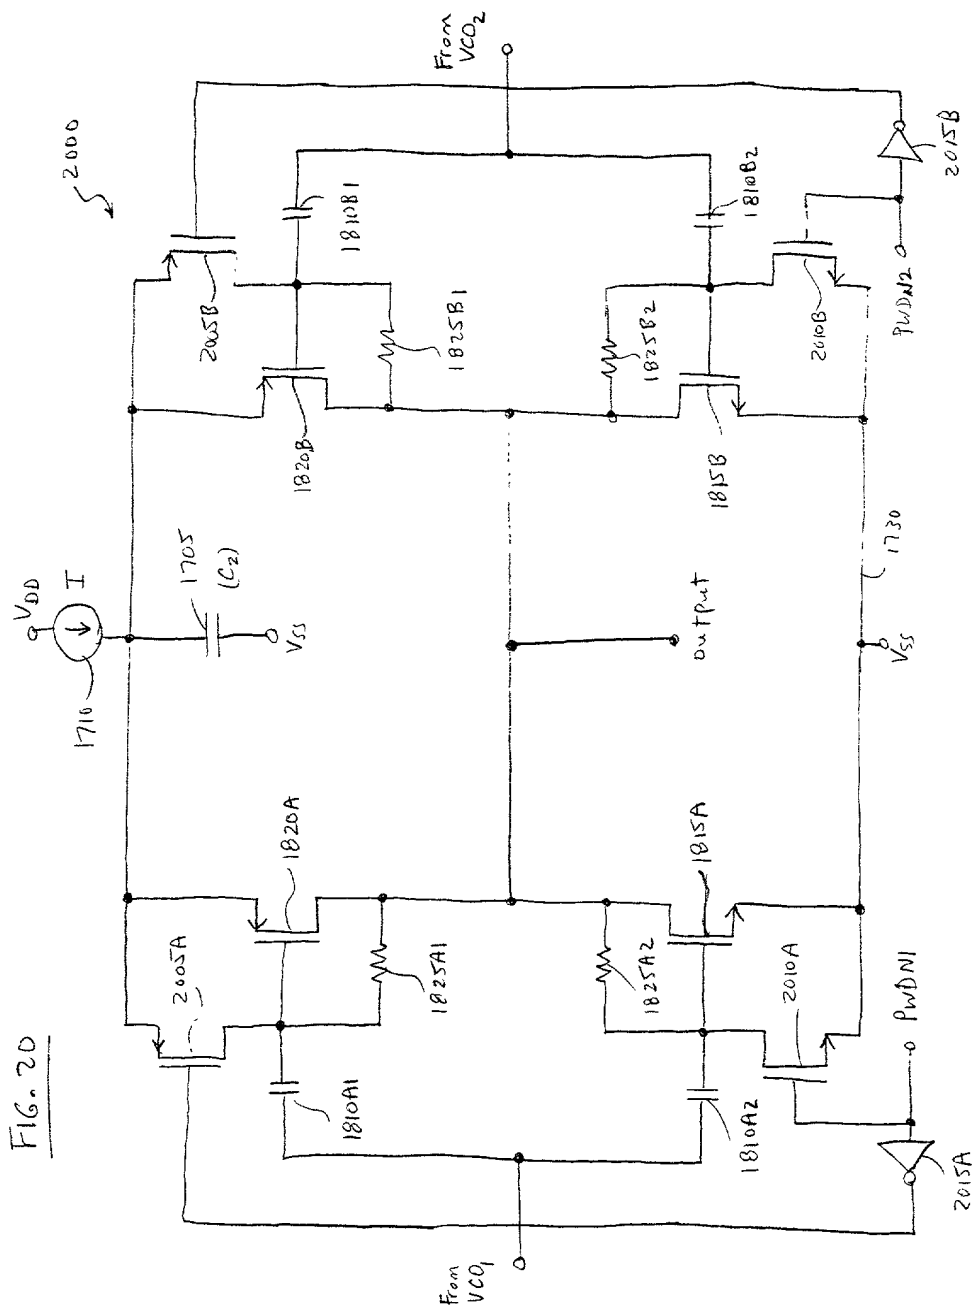 FIG. 20
2000
VDD
I
1710
1705
(C2)
VSS
2005A
1820A
1825A1
1810A1
From
VCO1
2005B
1820B
1810B1
1825B1
From
VCO2
Output
1825A2
1815A
1810A2
2010A
PWDN1
2015A
1825B2
1815B
1810B2
2010B
PWDN2
2015B
1730
VSS